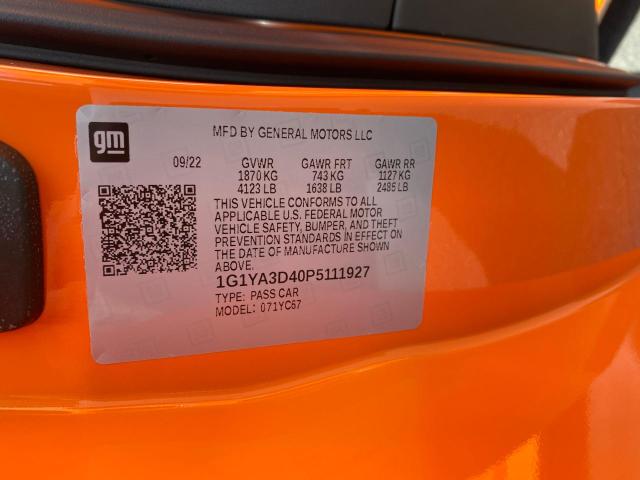 gm
MFD BY GENERAL MOTORS LLC
09/22 GVWR GAWR FRT GAWR RR
1870 KG 743 KG 1127 KG
4123 LB 1638 LB 2485 LB
THIS VEHICLE CONFORMS TO ALL
APPLICABLE U.S. FEDERAL MOTOR
VEHICLE SAFETY, BUMPER, AND THEFT
PREVENTION STANDARDS IN EFFECT ON
THE DATE OF MANUFACTURE SHOWN
ABOVE.
1G1YA3D40P5111927
TYPE: PASS CAR
MODEL: 071YC67